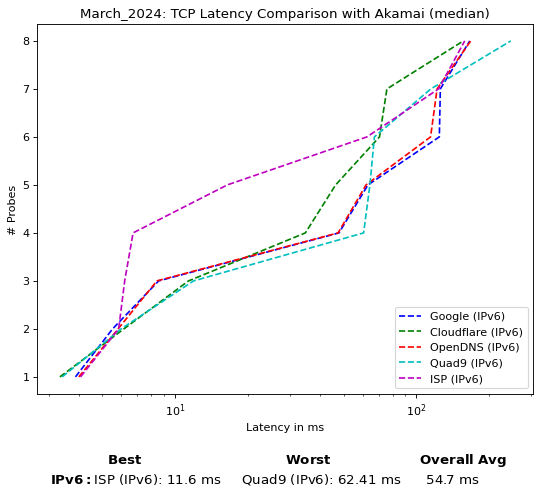 March_2024: TCP Latency Comparison with Akamai (median)
8
7
6
5
4
3
2
1
# Probes
Google (IPv6)
Cloudflare (IPv6)
OpenDNS (IPv6)
Quad9 (IPv6)
ISP (IPv6)
10¹ 10²
Latency in ms
Best Worst Overall Avg
IPv6: ISP (IPv6): 11.6 ms Quad9 (IPv6): 62.41 ms 54.7 ms